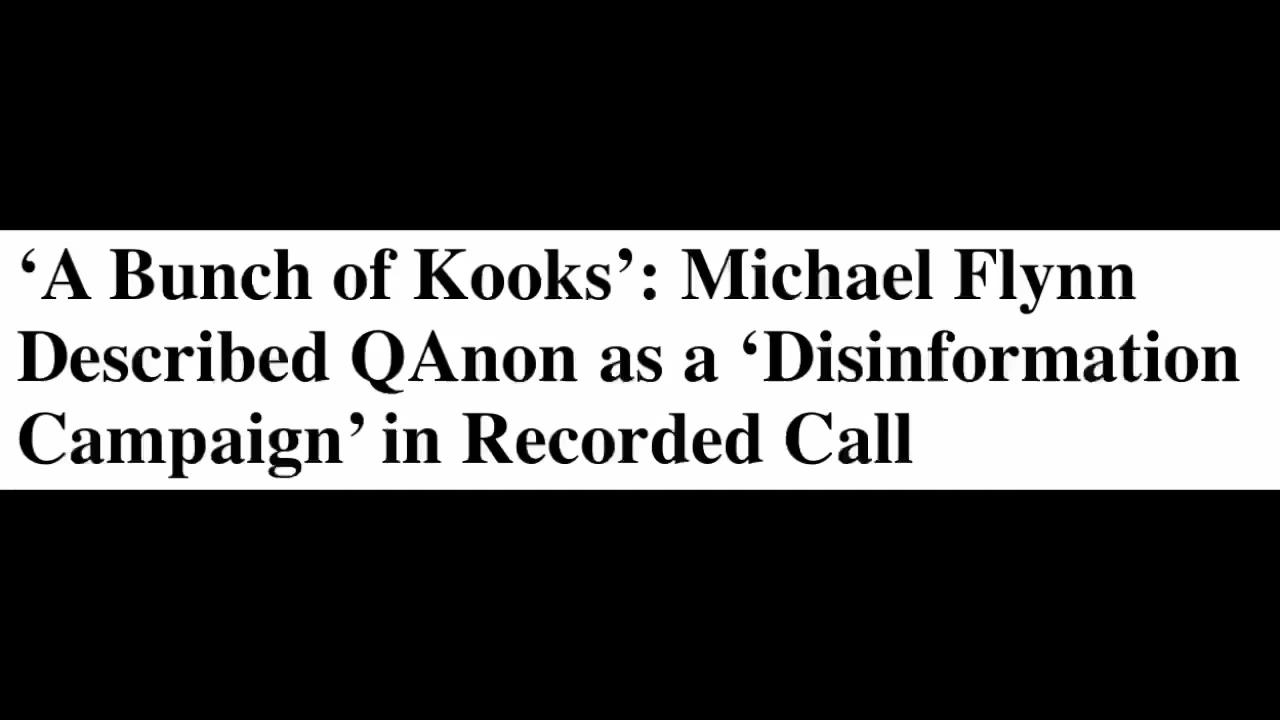 ‘A Bunch of Kooks’: Michael Flynn
Described QAnon as a ‘Disinformation
Campaign’ in Recorded Call